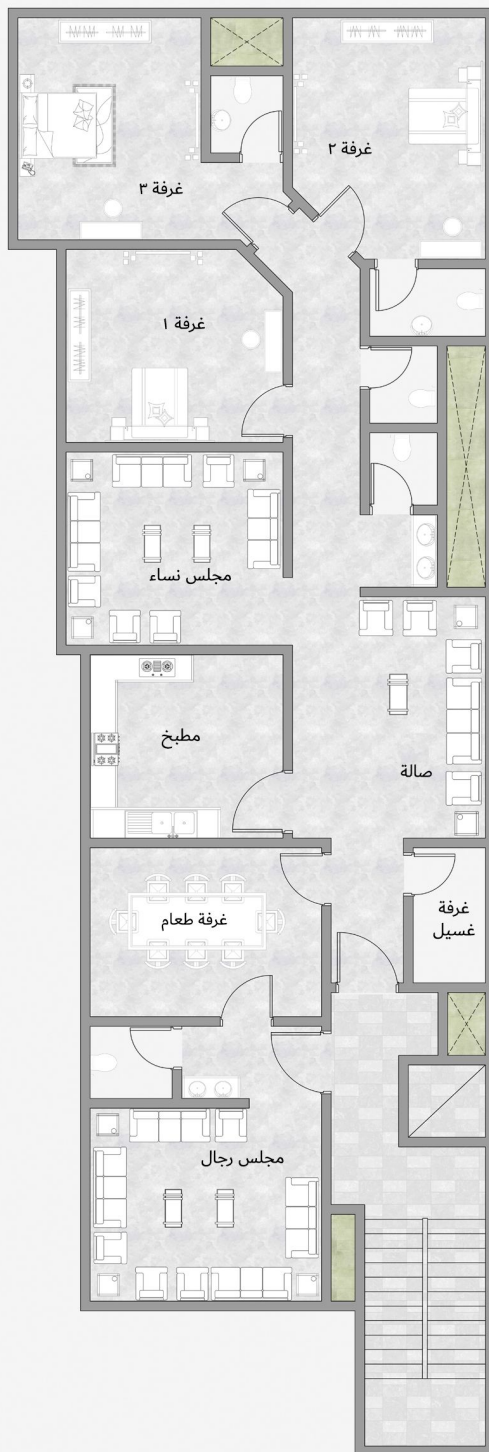 غرفة ٢
غرفة ٣
غرفة ١
مجلس نساء
مطبخ
صالة
غرفة
غسيل
غرفة طعام
مجلس رجال